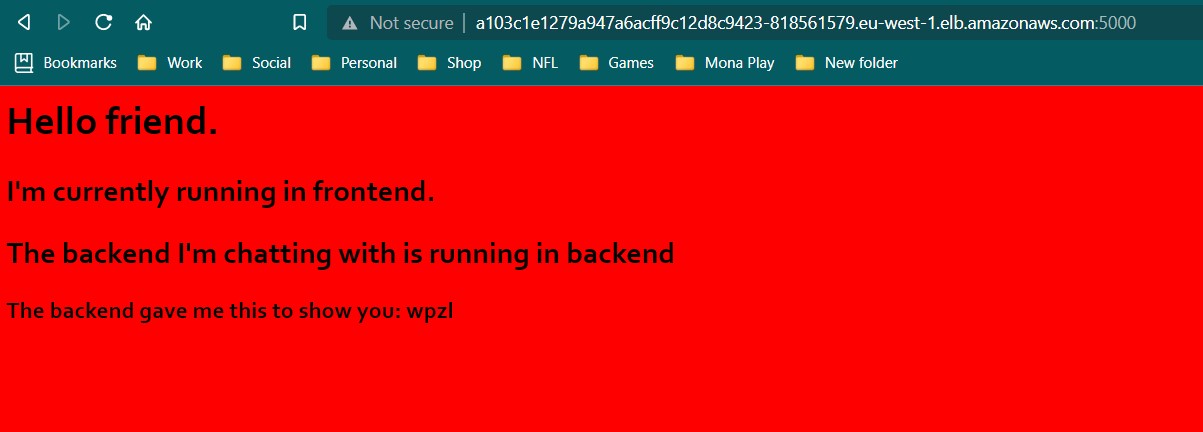 Not secure | a103c1e1279a947a6acff9c12d8c9423-818561579.eu-west-1.elb.amazonaws.com:5000
Bookmarks Work Social Personal Shop NFL Games Mona Play New folder
Hello friend.
I'm currently running in frontend.
The backend I'm chatting with is running in backend
The backend gave me this to show you: wpzl